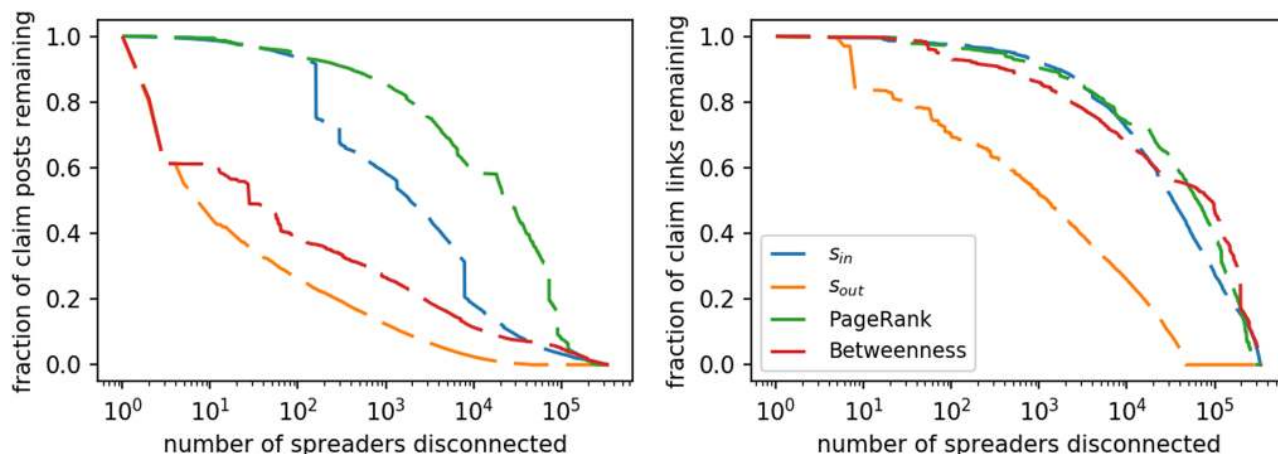 fraction of claim posts remaining
1.0
0.8
0.6
0.4
0.2
0.0
10⁰ 10¹ 10² 10³ 10⁴ 10⁵
number of spreaders disconnected
fraction of claim links remaining
1.0
0.8
0.6
0.4
0.2
0.0
s_in
s_out
PageRank
Betweenness
10⁰ 10¹ 10² 10³ 10⁴ 10⁵
number of spreaders disconnected